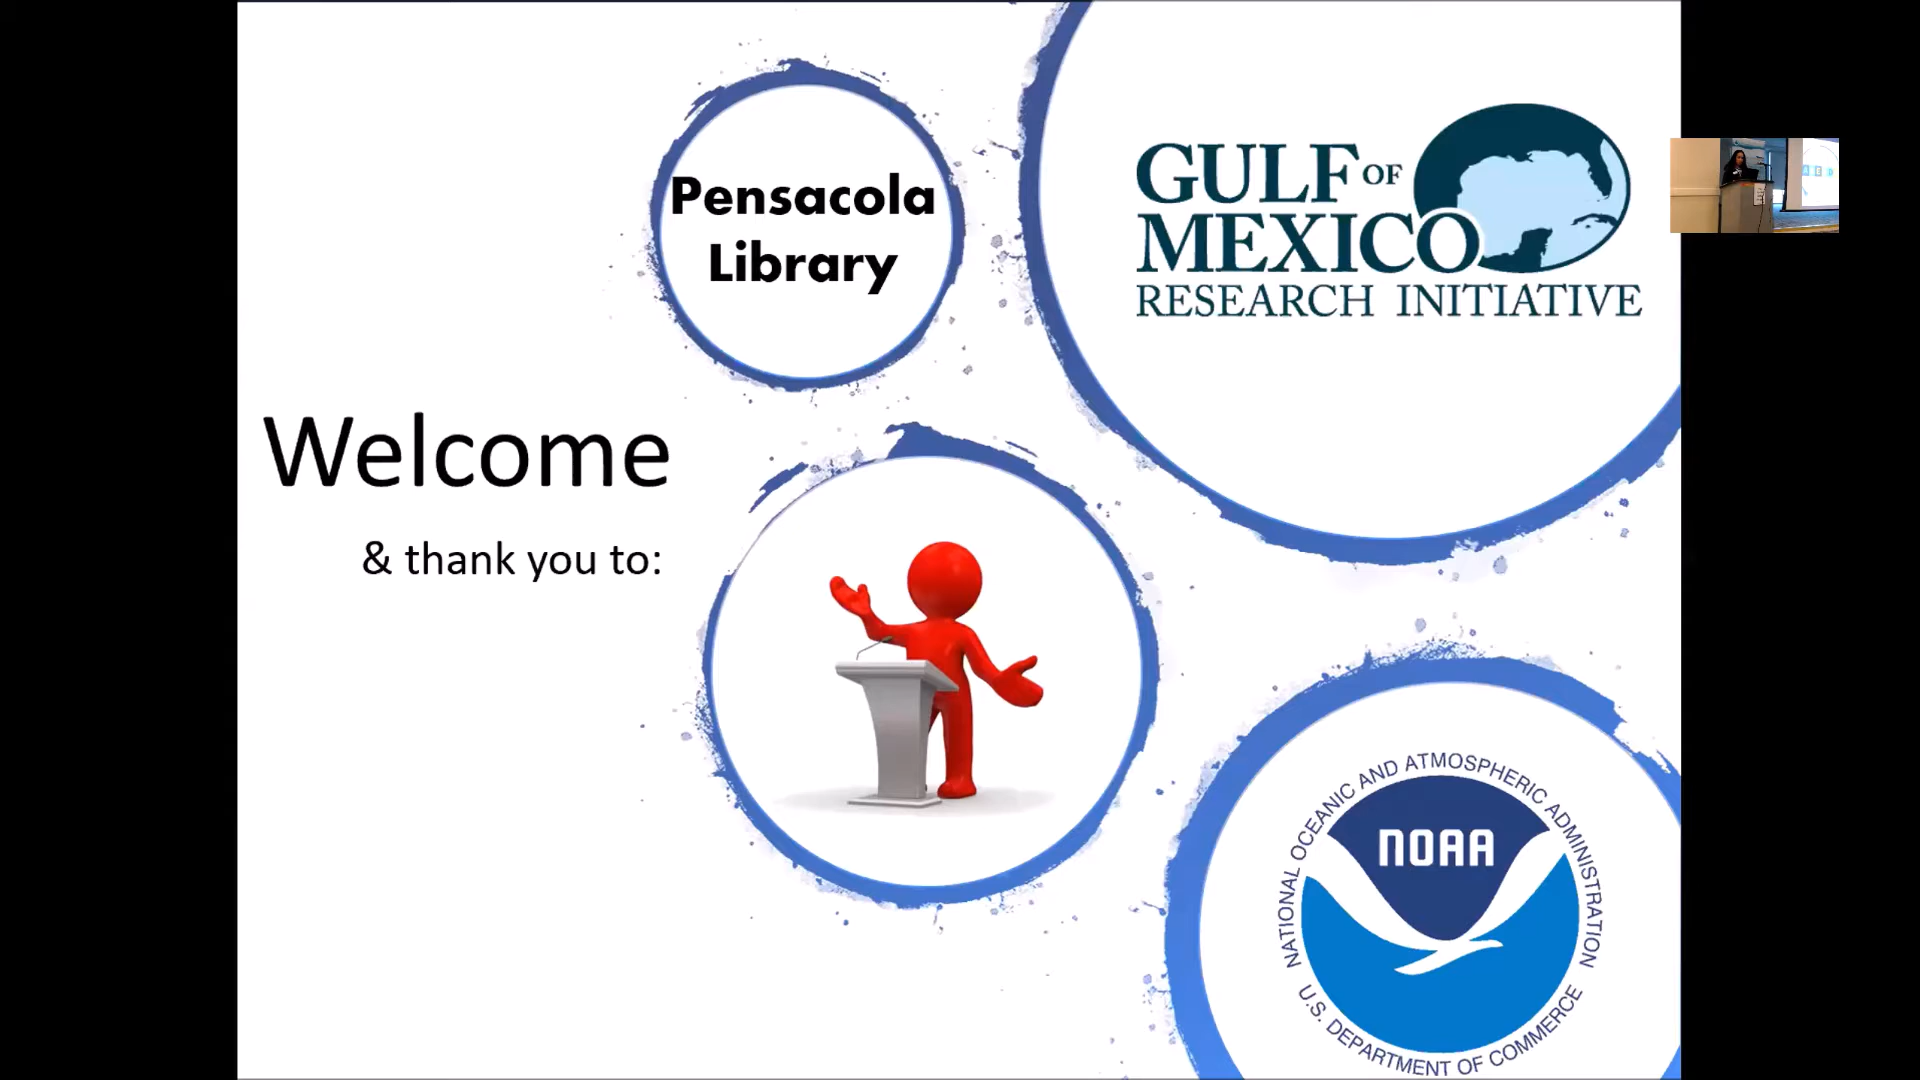 Pensacola
Library
GULF OF
MEXICO
RESEARCH INITIATIVE
Welcome
& thank you to:
NATIONAL OCEANIC AND ATMOSPHERIC ADMINISTRATION
NOAA
U.S. DEPARTMENT OF COMMERCE